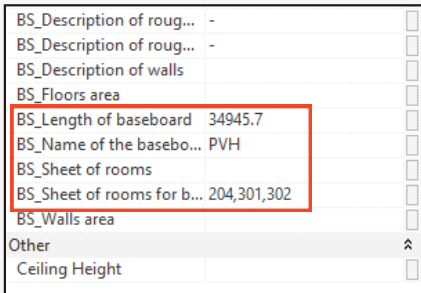 BS_Description of roug... -
BS_Description of roug... -
BS_Description of walls
BS_Floors area
BS_Length of baseboard 34945.7
BS_Name of the basebo... PVH
BS_Sheet of rooms
BS_Sheet of rooms for b... 204,301,302
BS_Walls area
Other
Ceiling Height